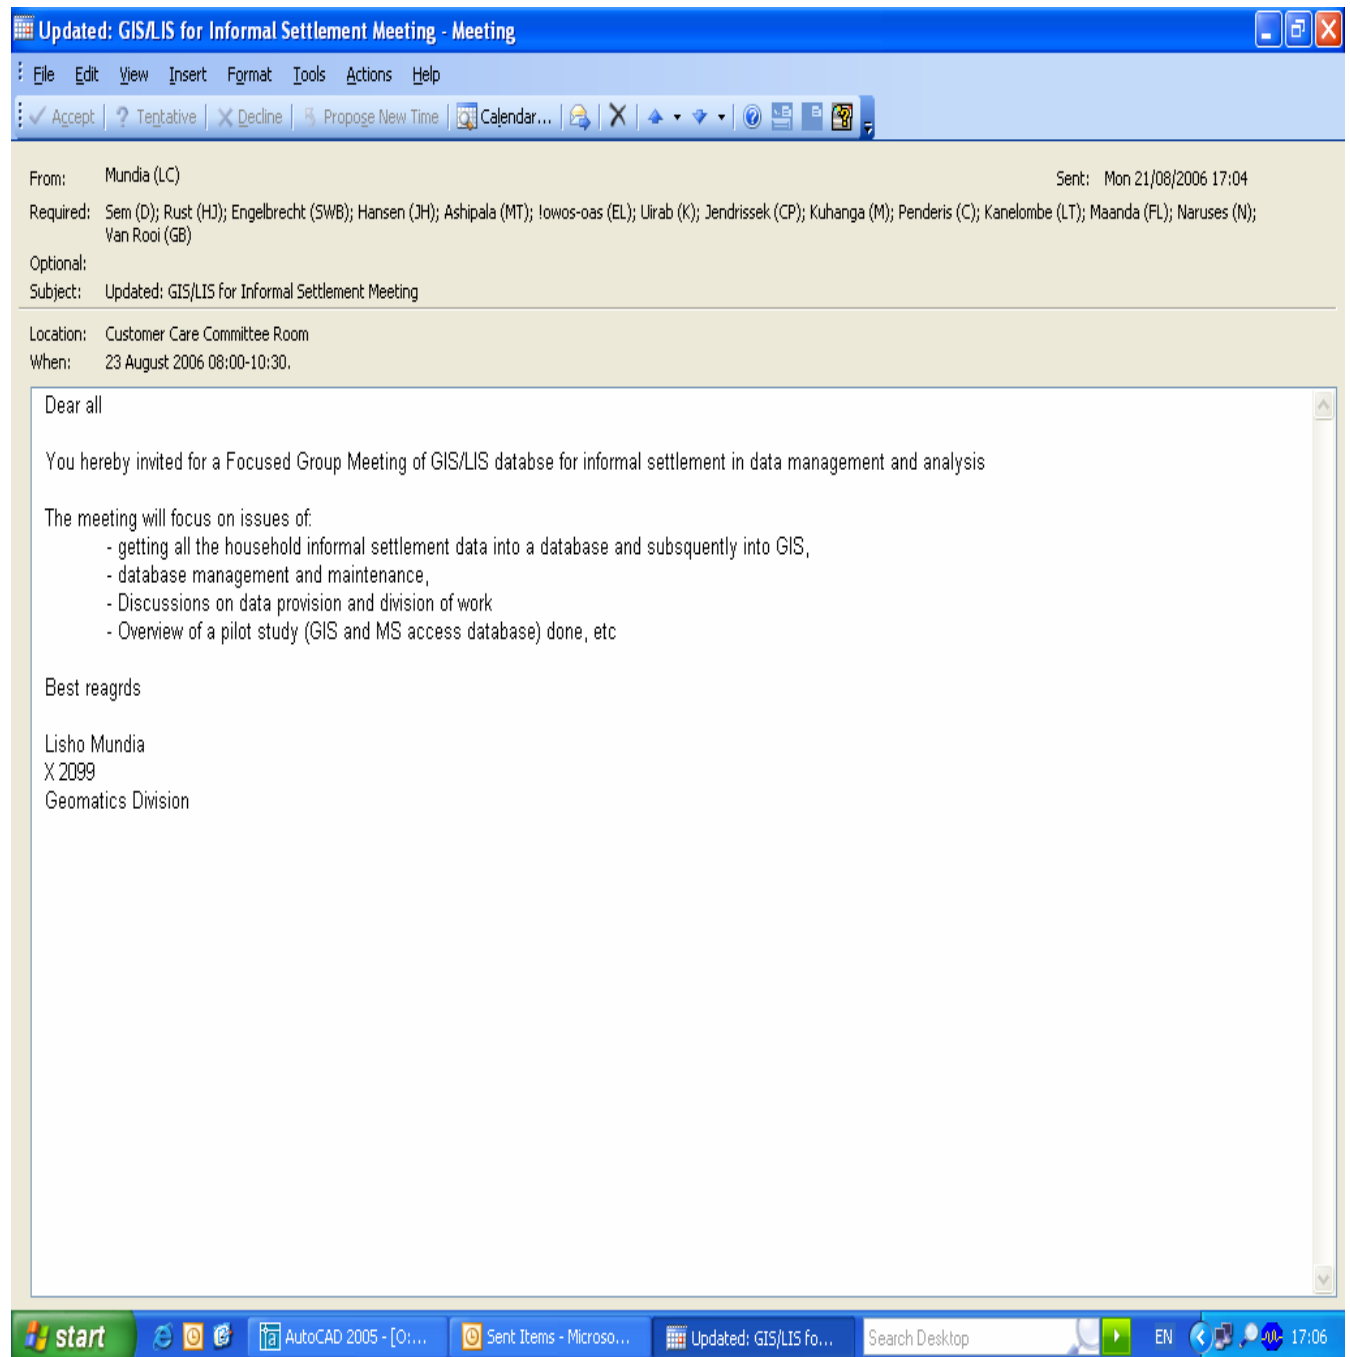 Updated: GIS/LIS for Informal Settlement Meeting - Meeting
File Edit View Insert Format Tools Actions Help
Accept ? Tentative Decline Propose New Time Calendar...
From: Mundia (LC) Sent: Mon 21/08/2006 17:04
Required: Sem (D); Rust (HJ); Engelbrecht (SWB); Hansen (JH); Ashipala (MT); !owos-oas (EL); Uirab (K); Jendrissek (CP); Kuhanga (M); Penderis (C); Kanelombe (LT); Maanda (FL); Naruses (N);
Van Rooi (GB)
Optional:
Subject: Updated: GIS/LIS for Informal Settlement Meeting
Location: Customer Care Committee Room
When: 23 August 2006 08:00-10:30.
Dear all
You hereby invited for a Focused Group Meeting of GIS/LIS databse for informal settlement in data management and analysis
The meeting will focus on issues of:
- getting all the household informal settlement data into a database and subsquently into GIS,
- database management and maintenance,
- Discussions on data provision and division of work
- Overview of a pilot study (GIS and MS access database) done, etc
Best reagrds
Lisho Mundia
X 2099
Geomatics Division
start AutoCAD 2005 - [O:... Sent Items - Microso... Updated: GIS/LIS fo... Search Desktop EN 17:06